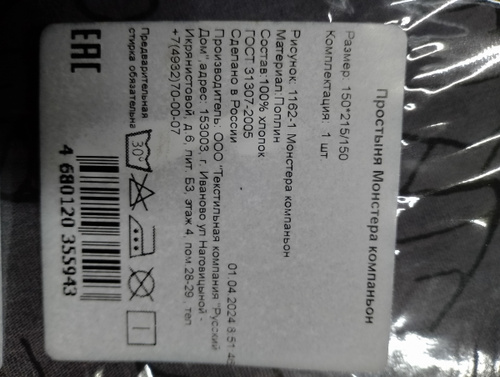 Простыня Монстера компаньон
Размер: 150*215/150
Комплектация: 1 шт
Рисунок: 1162-1 Монстера компаньон
Материал: Поплин
Состав: 100% хлопок
ГОСТ 31307-2005
Сделано в России
01.04.2024 8:51:46
Производитель: ООО "Текстильная компания "Русский
Дом", адрес: 153003, г. Иваново ул Наговицыной -
Икрянистовой, д.6, лит. Б3, этаж 4, пом.28-29, тел.
+7(4932)70-00-07
Предварительная
стирка обязательна
30°
EAC
4 680120 355943